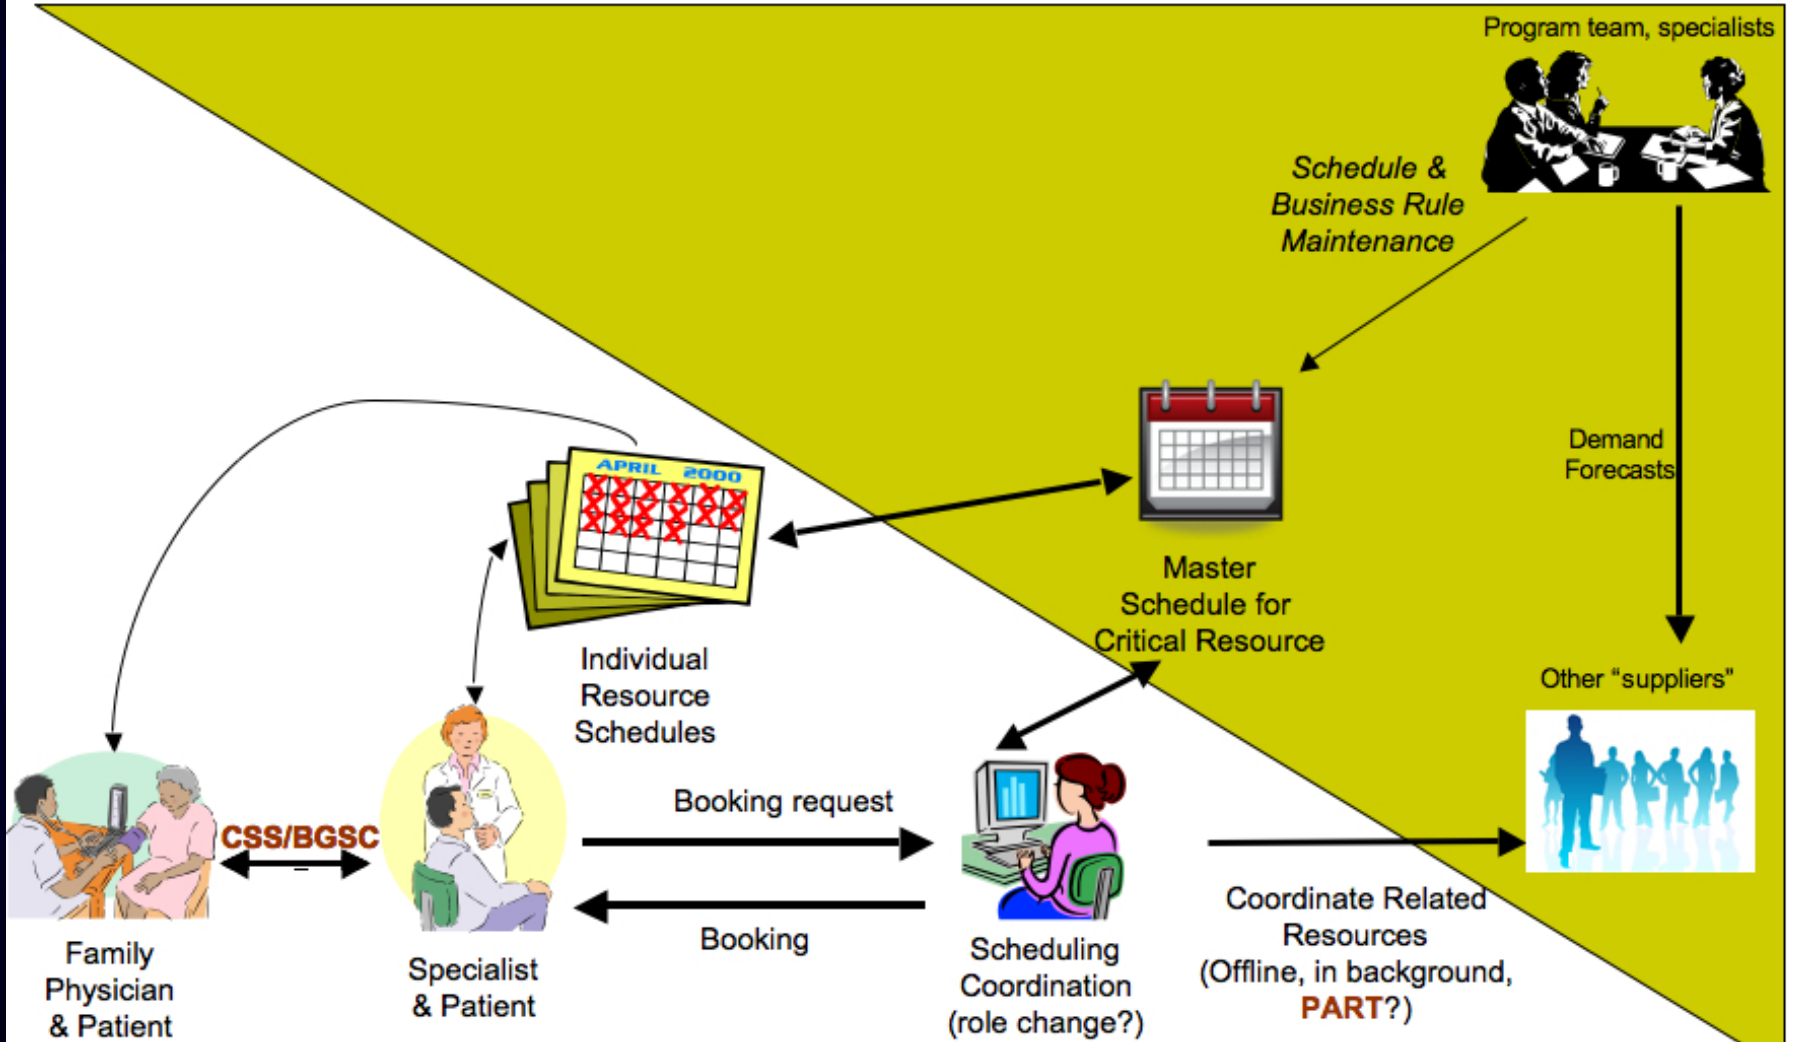 Program team, specialists
Schedule &
Business Rule
Maintenance
Demand
Forecasts
APRIL 2000
Master
Schedule for
Critical Resource
Individual
Resource
Schedules
Other “suppliers”
CSS/BGSC
Booking request
Booking
Coordinate Related
Resources
(Offline, in background,
PART?)
Family
Physician
& Patient
Specialist
& Patient
Scheduling
Coordination
(role change?)